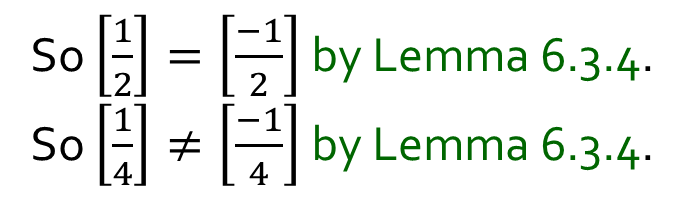 So [1/2] = [−1/2] by Lemma 6.3.4.
So [1/4] ≠ [−1/4] by Lemma 6.3.4.